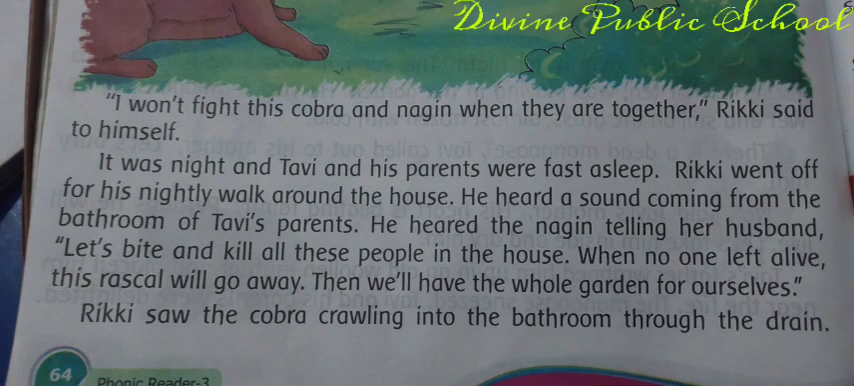 Divine Public School
"I won't fight this cobra and nagin when they are together," Rikki said
to himself.
It was night and Tavi and his parents were fast asleep. Rikki went off
for his nightly walk around the house. He heard a sound coming from the
bathroom of Tavi's parents. He heared the nagin telling her husband,
"Let's bite and kill all these people in the house. When no one left alive,
this rascal will go away. Then we'll have the whole garden for ourselves."
Rikki saw the cobra crawling into the bathroom through the drain.
64
Phonic Reader-3